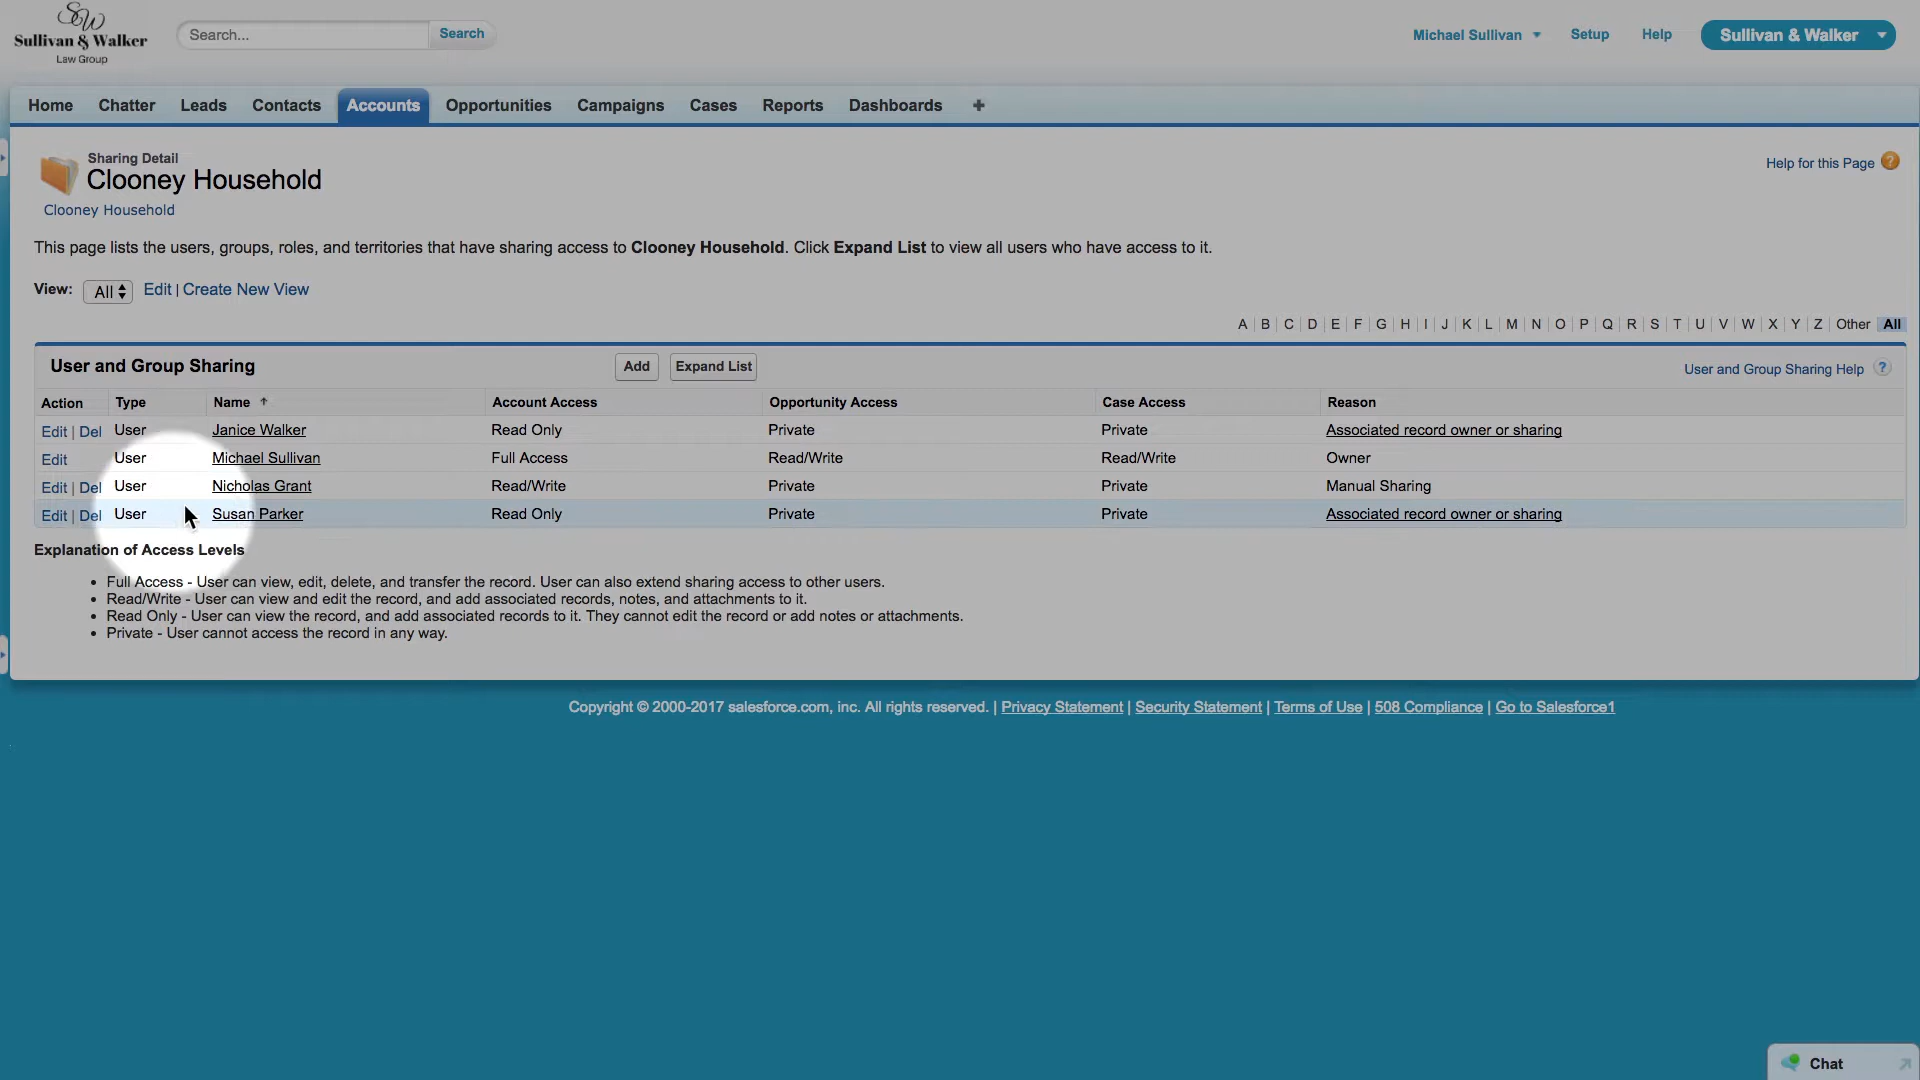 SW
Sullivan & Walker
Law Group
Search...
Search
Michael Sullivan
Setup
Help
Sullivan & Walker
Home
Chatter
Leads
Contacts
Accounts
Opportunities
Campaigns
Cases
Reports
Dashboards
+
Sharing Detail
Clooney Household
Help for this Page ?
Clooney Household
This page lists the users, groups, roles, and territories that have sharing access to Clooney Household. Click Expand List to view all users who have access to it.
View: All Edit | Create New View
A | B | C | D | E | F | G | H | I | J | K | L | M | N | O | P | Q | R | S | T | U | V | W | X | Y | Z | Other All
User and Group Sharing Add Expand List User and Group Sharing Help ?
Action Type Name Account Access Opportunity Access Case Access Reason
Edit | Del User Janice Walker Read Only Private Private Associated record owner or sharing
Edit User Michael Sullivan Full Access Read/Write Read/Write Owner
Edit | Del User Nicholas Grant Read/Write Private Private Manual Sharing
Edit | Del User Susan Parker Read Only Private Private Associated record owner or sharing
Explanation of Access Levels
• Full Access - User can view, edit, delete, and transfer the record. User can also extend sharing access to other users.
• Read/Write - User can view and edit the record, and add associated records, notes, and attachments to it.
• Read Only - User can view the record, and add associated records to it. They cannot edit the record or add notes or attachments.
• Private - User cannot access the record in any way.
Copyright © 2000-2017 salesforce.com, inc. All rights reserved. | Privacy Statement | Security Statement | Terms of Use | 508 Compliance | Go to Salesforce1
Chat